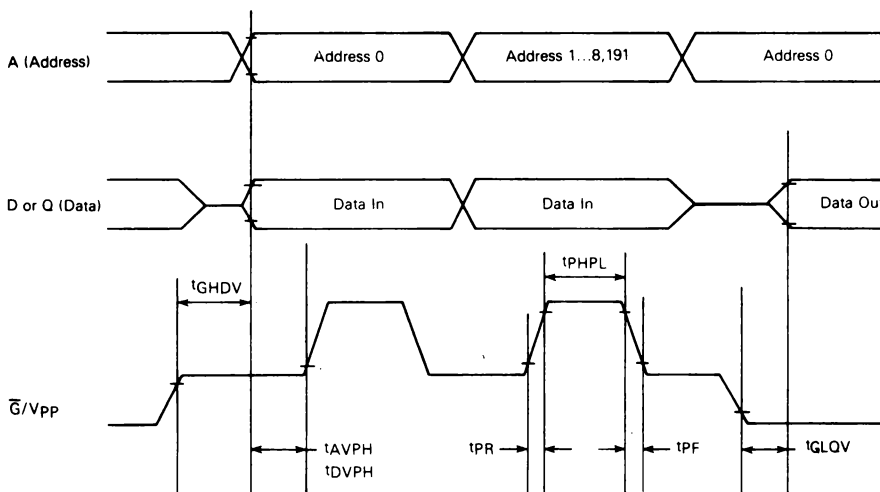 A (Address)
Address 0
Address 1...8,191
Address 0
D or Q (Data)
Data In
Data In
Data Ou
tGHDV
tPHPL
G̅/VPP
tAVPH
tDVPH
tPR
tPF
tGLQV